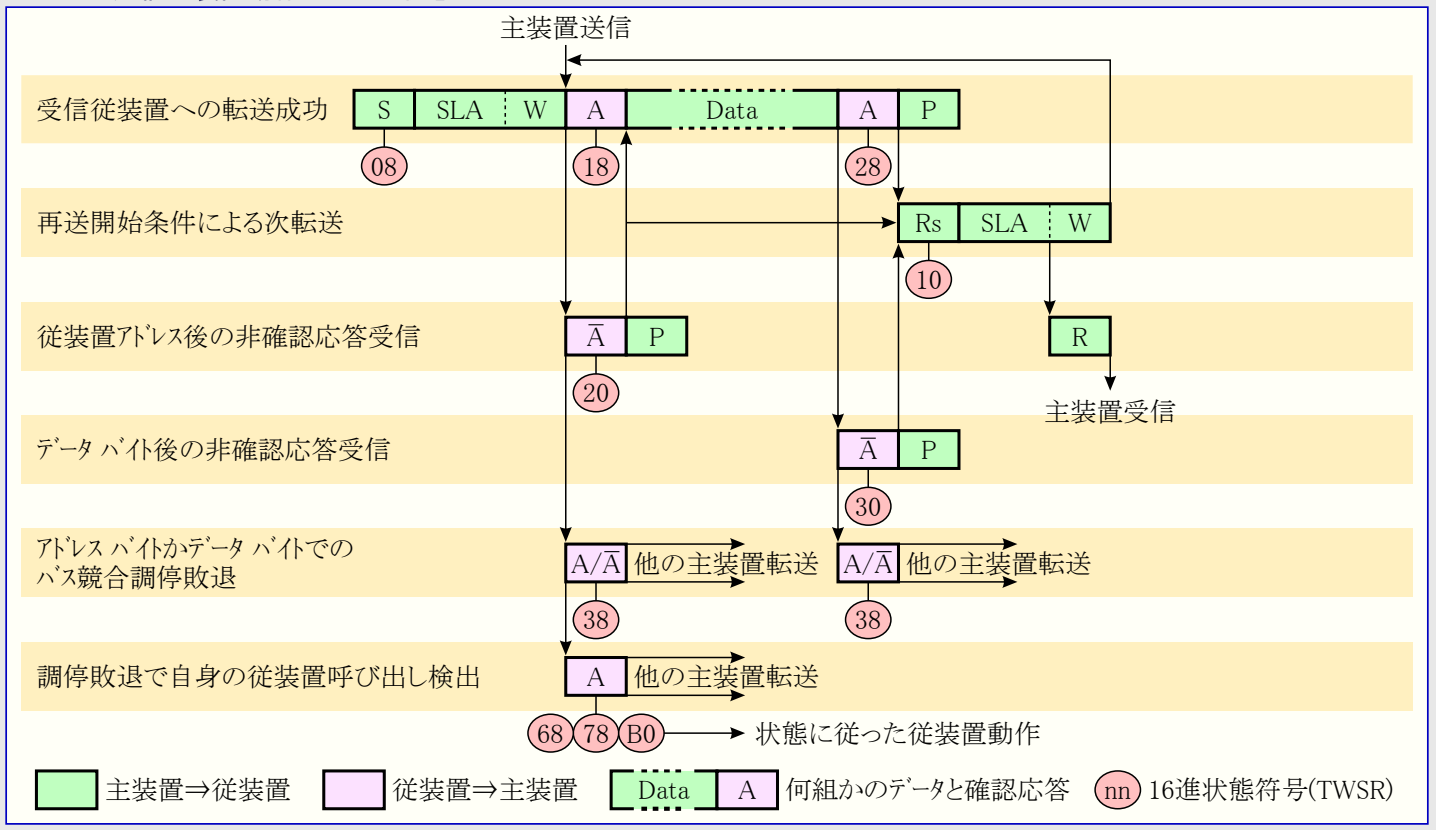 主装置送信
受信従装置への転送成功
S SLA W A Data A P
08 18 28
再送開始条件による次転送
Rs SLA W
10
従装置アドレス後の非確認応答受信
A̅ P R
20
主装置受信
データ バイト後の非確認応答受信
A̅ P
30
アドレス バイトかデータ バイトでの
バス競合調停敗退
A/A̅ 他の主装置転送 A/A̅ 他の主装置転送
38 38
調停敗退で自身の従装置呼び出し検出
A 他の主装置転送
68 78 B0 状態に従った従装置動作
主装置⇒従装置 従装置⇒主装置 Data A 何組かのデータと確認応答 nn 16進状態符号(TWSR)